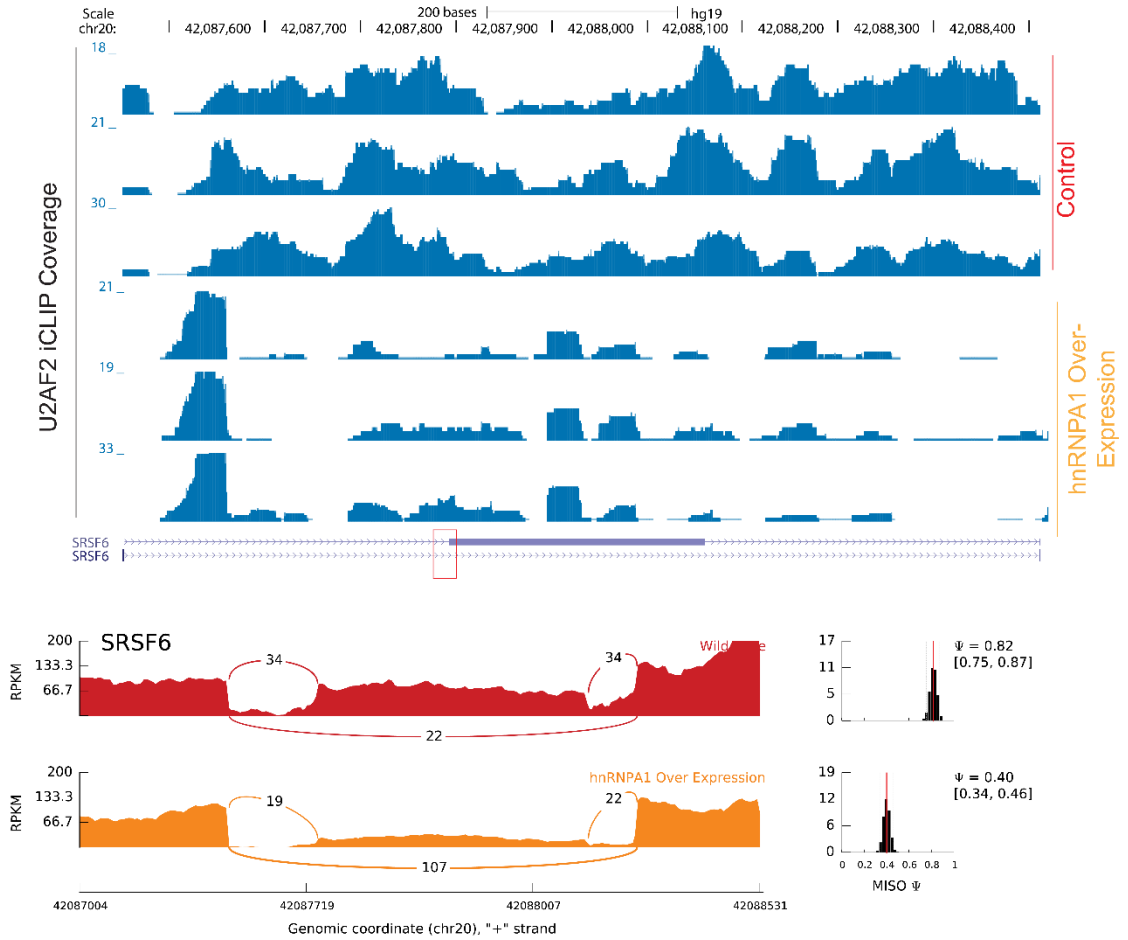 Scale 200 bases hg19
chr20: 42,087,600 42,087,700 42,087,800 42,087,900 42,088,000 42,088,100 42,088,200 42,088,300 42,088,400
U2AF2 iCLIP Coverage
18
21
30
Control
21
19
33
hnRNPA1 Over-
Expression
SRSF6
SRSF6
SRSF6
RPKM
200
133.3
66.7
34
34
22
17
11
5
0
Ψ = 0.82
[0.75, 0.87]
hnRNPA1 Over Expression
RPKM
200
133.3
66.7
19
22
107
19
12
6
0
Ψ = 0.40
[0.34, 0.46]
0 0.2 0.4 0.6 0.8 1
MISO Ψ
42087004 42087719 42088007 42088531
Genomic coordinate (chr20), "+" strand